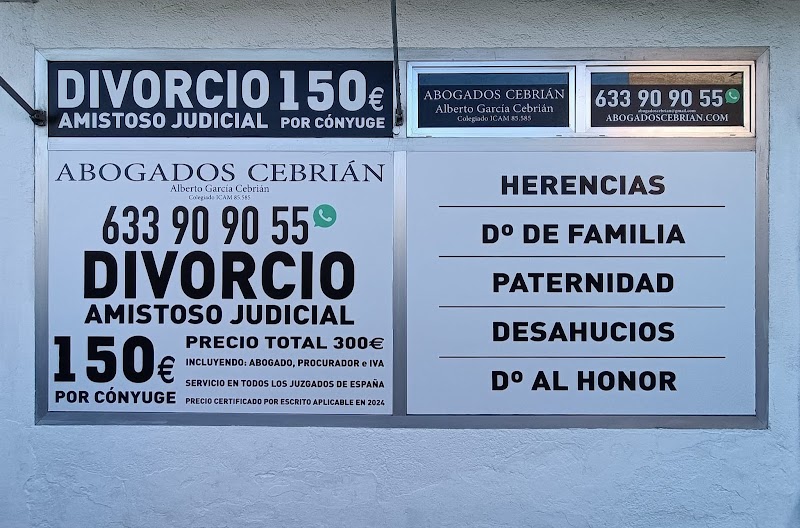 DIVORCIO 150€
AMISTOSO JUDICIAL POR CÓNYUGE
ABOGADOS CEBRIÁN
Alberto García Cebrián
Colegiado ICAM 85.585
633 90 90 55
abogadoscebrian@gmail.com
ABOGADOSCEBRIAN.COM
ABOGADOS CEBRIÁN
Alberto García Cebrián
Colegiado ICAM 85.585
633 90 90 55
DIVORCIO
AMISTOSO JUDICIAL
150€
POR CÓNYUGE
PRECIO TOTAL 300€
INCLUYENDO: ABOGADO, PROCURADOR e IVA
SERVICIO EN TODOS LOS JUZGADOS DE ESPAÑA
PRECIO CERTIFICADO POR ESCRITO APLICABLE EN 2024
HERENCIAS
Dº DE FAMILIA
PATERNIDAD
DESAHUCIOS
Dº AL HONOR